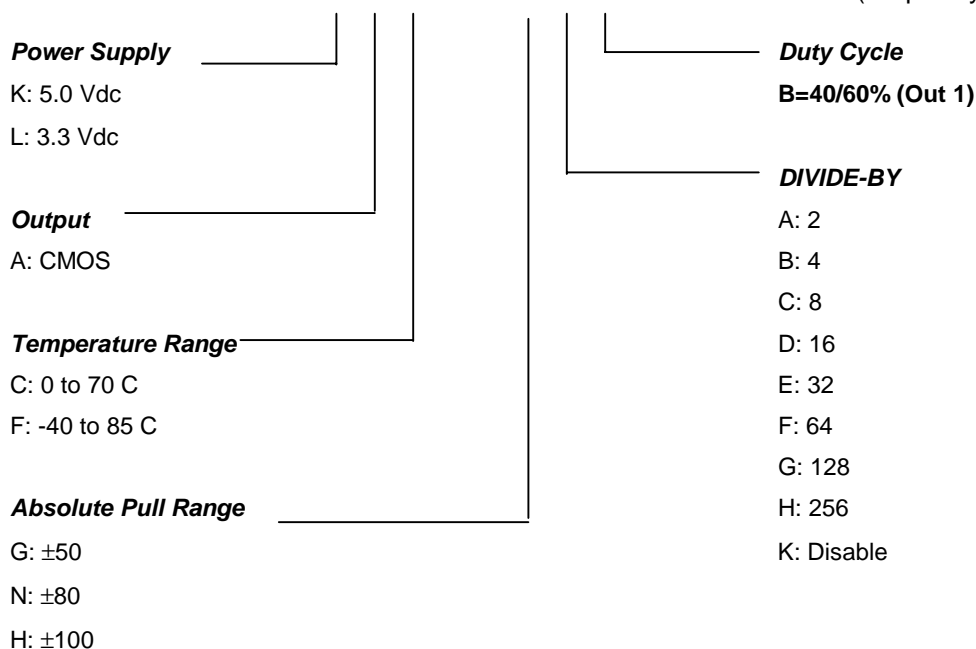 Power Supply
K: 5.0 Vdc
L: 3.3 Vdc
Output
A: CMOS
Temperature Range
C: 0 to 70 C
F: -40 to 85 C
Absolute Pull Range
G: ±50
N: ±80
H: ±100
Duty Cycle
B=40/60% (Out 1)
DIVIDE-BY
A: 2
B: 4
C: 8
D: 16
E: 32
F: 64
G: 128
H: 256
K: Disable